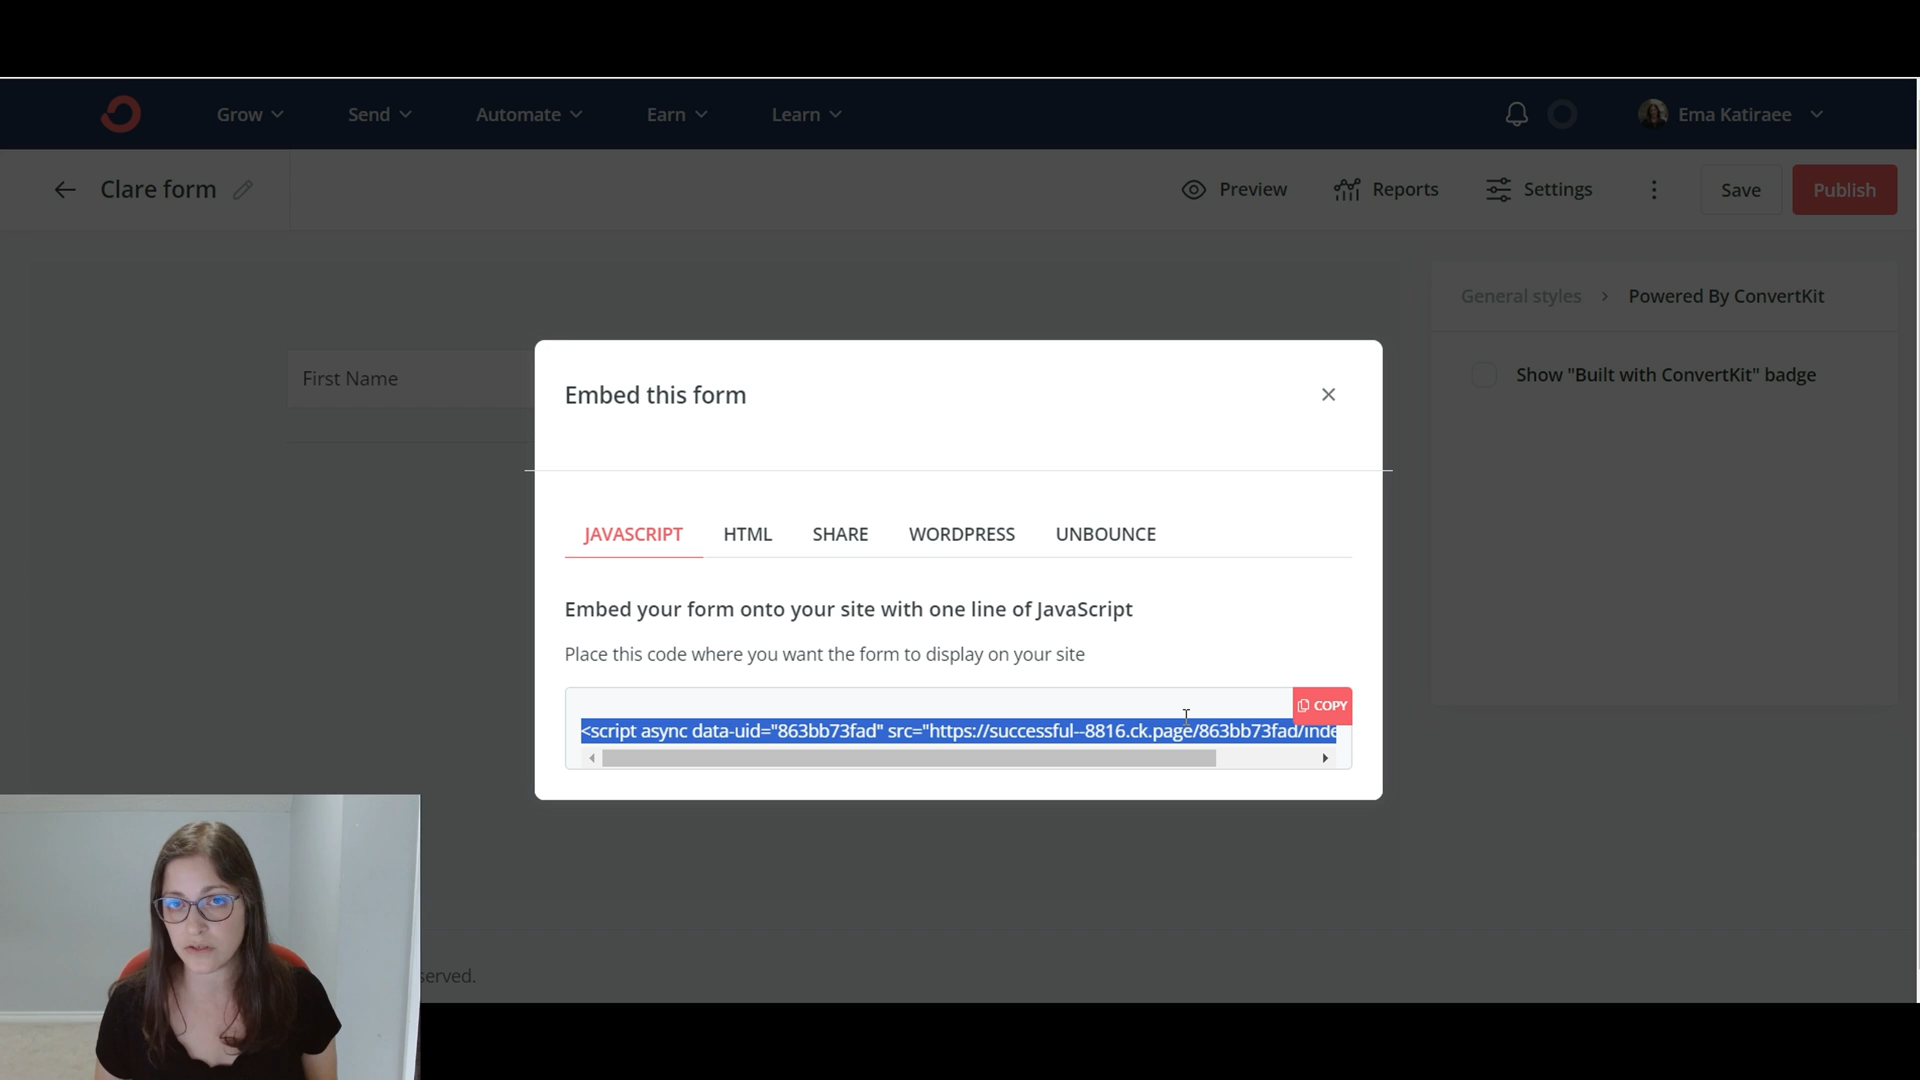 Grow Send Automate Earn Learn Ema Katiraee
Clare form Preview Reports Settings Save Publish
General styles > Powered By ConvertKit
Show "Built with ConvertKit" badge
First Name
Embed this form
JAVASCRIPT HTML SHARE WORDPRESS UNBOUNCE
Embed your form onto your site with one line of JavaScript
Place this code where you want the form to display on your site
COPY
<script async data-uid="863bb73fad" src="https://successful--8816.ck.page/863bb73fad/inde
served.